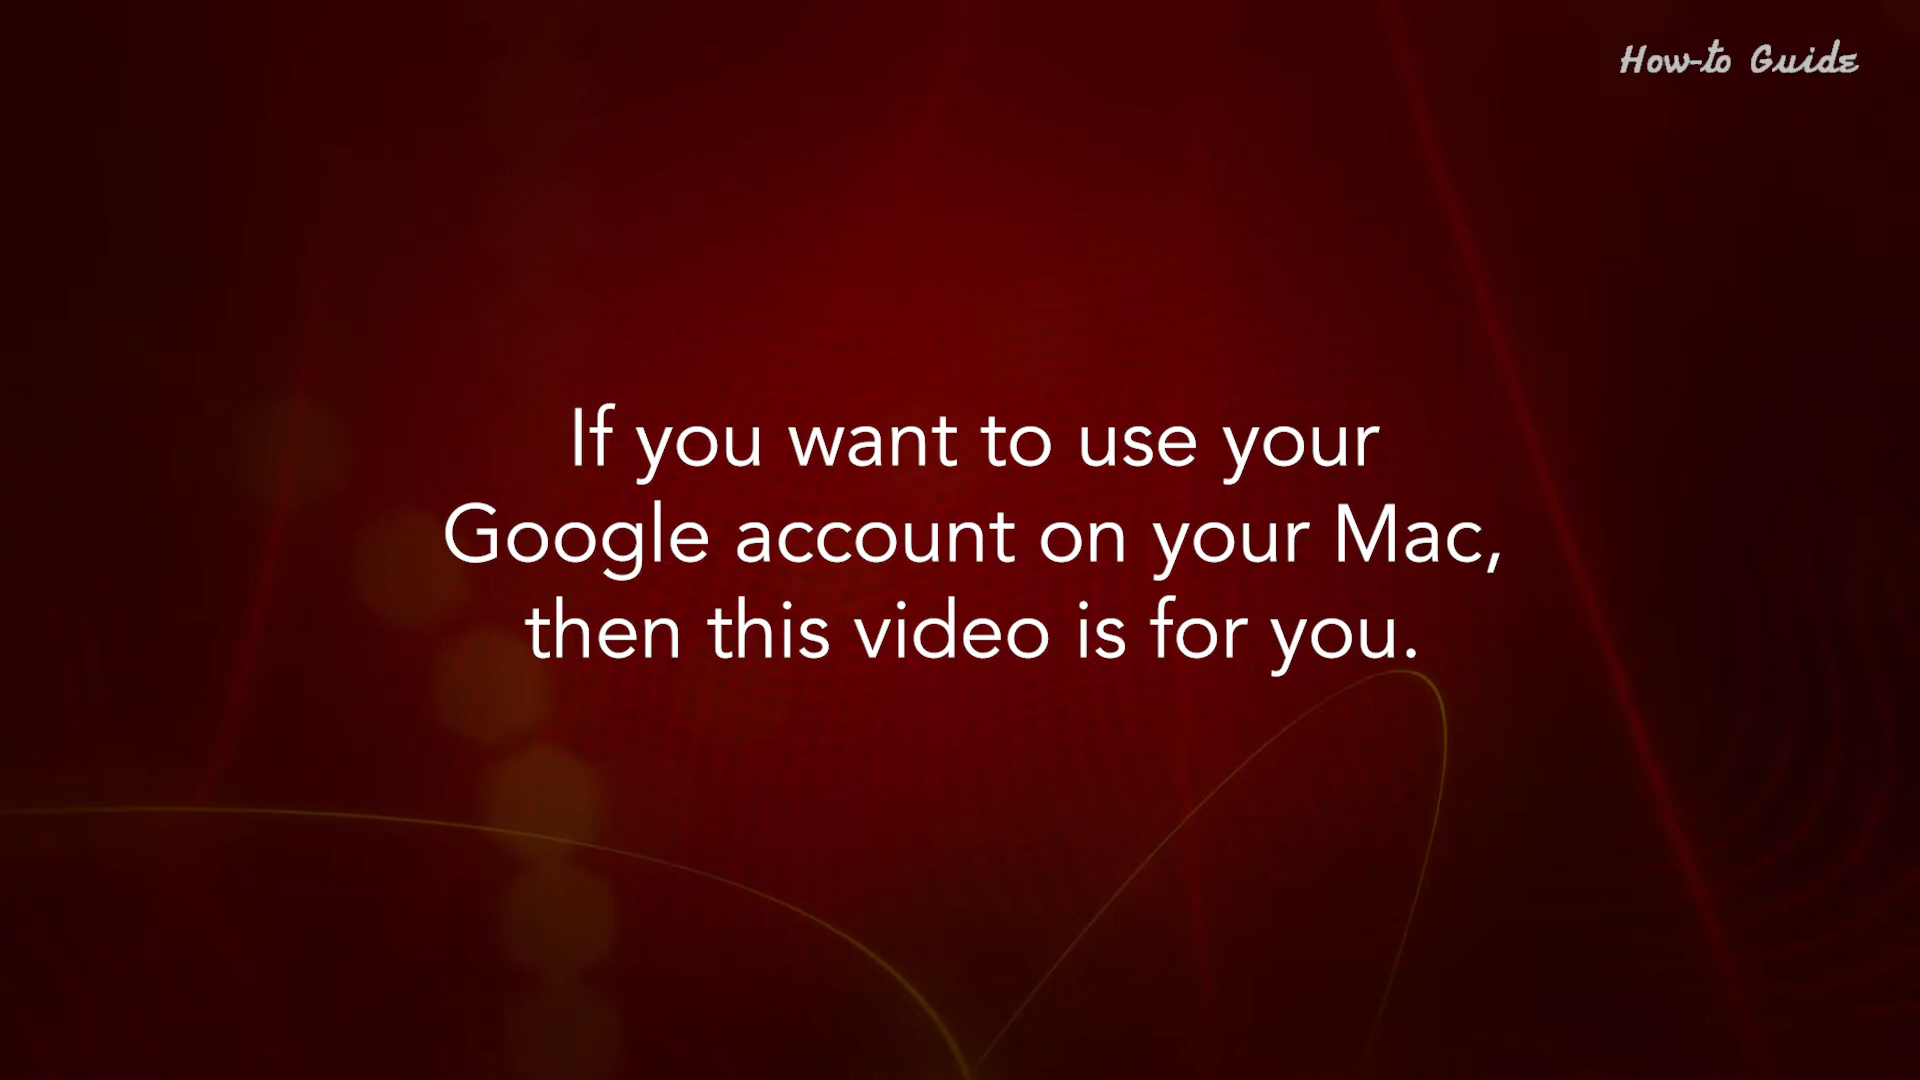 How-to Guide
If you want to use your
Google account on your Mac,
then this video is for you.